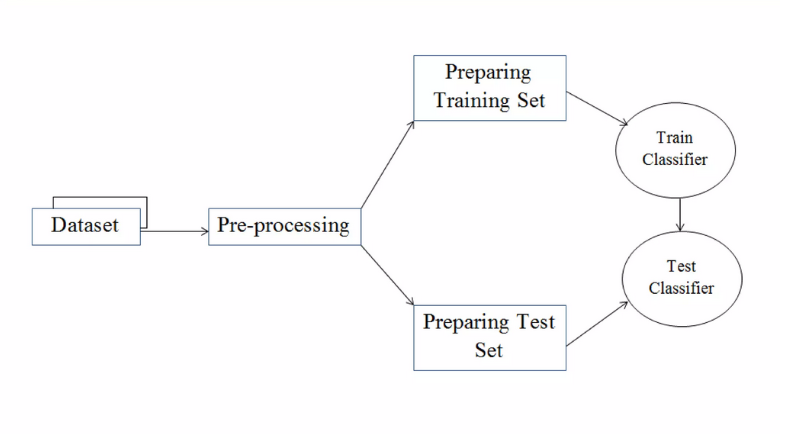 Preparing
Training Set
Train
Classifier
Dataset
Pre-processing
Test
Classifier
Preparing Test
Set